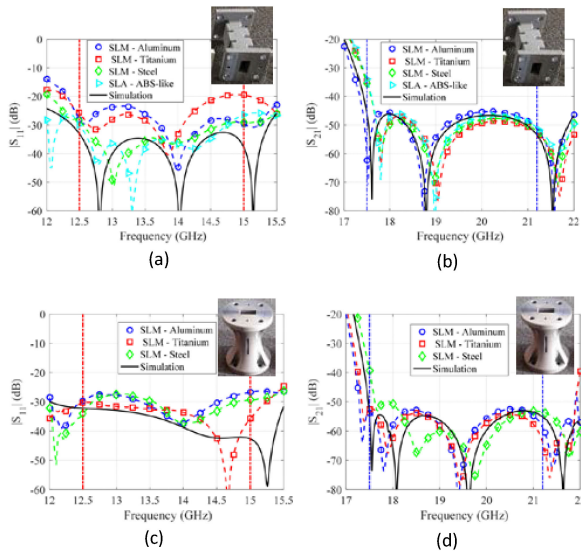 0
-10
-20
-30
-40
-50
-60
|S11| (dB)
SLM - Aluminum
SLM - Titanium
SLM - Steel
SLA - ABS-like
Simulation
12 12.5 13 13.5 14 14.5 15 15.5
Frequency (GHz)
(a)
-20
-30
-40
-50
-60
-70
-80
|S21| (dB)
SLM - Aluminum
SLM - Titanium
SLM - Steel
SLA - ABS-like
Simulation
17 18 19 20 21 22
Frequency (GHz)
(b)
0
-10
-20
-30
-40
-50
-60
|S11| (dB)
SLM - Aluminum
SLM - Titanium
SLM - Steel
Simulation
12 12.5 13 13.5 14 14.5 15 15.5
Frequency (GHz)
(c)
-20
-30
-40
-50
-60
-70
-80
|S21| (dB)
SLM - Aluminum
SLM - Titanium
SLM - Steel
Simulation
17 18 19 20 21 22
Frequency (GHz)
(d)